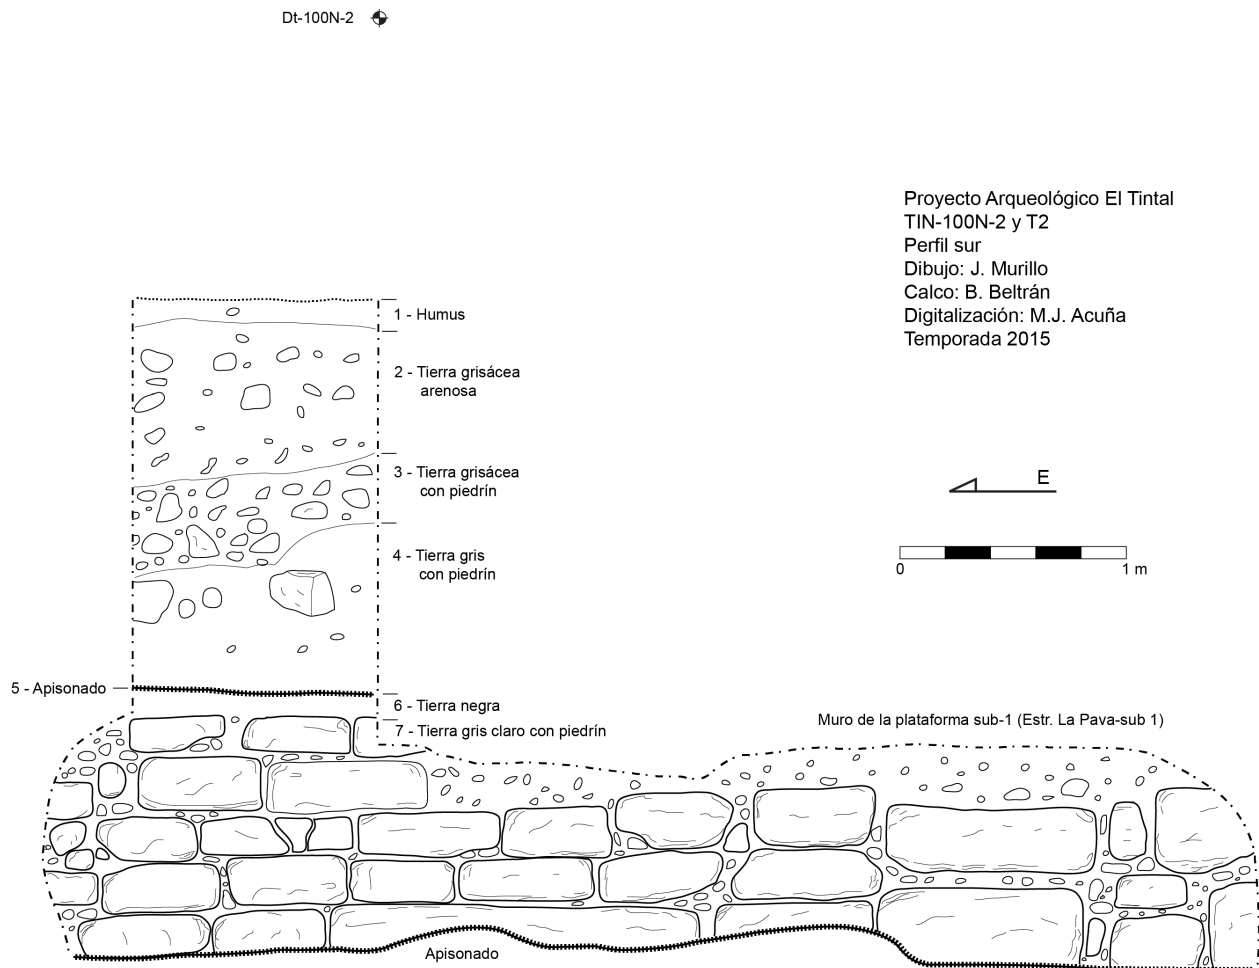 Dt-100N-2
Proyecto Arqueológico El Tintal
TIN-100N-2 y T2
Perfil sur
Dibujo: J. Murillo
Calco: B. Beltrán
Digitalización: M.J. Acuña
Temporada 2015
1 - Humus
2 - Tierra grisácea
arenosa
3 - Tierra grisácea
con piedrín
E
4 - Tierra gris
con piedrín
0
1 m
5 - Apisonado
6 - Tierra negra
7 - Tierra gris claro con piedrín
Muro de la plataforma sub-1 (Estr. La Pava-sub 1)
Apisonado